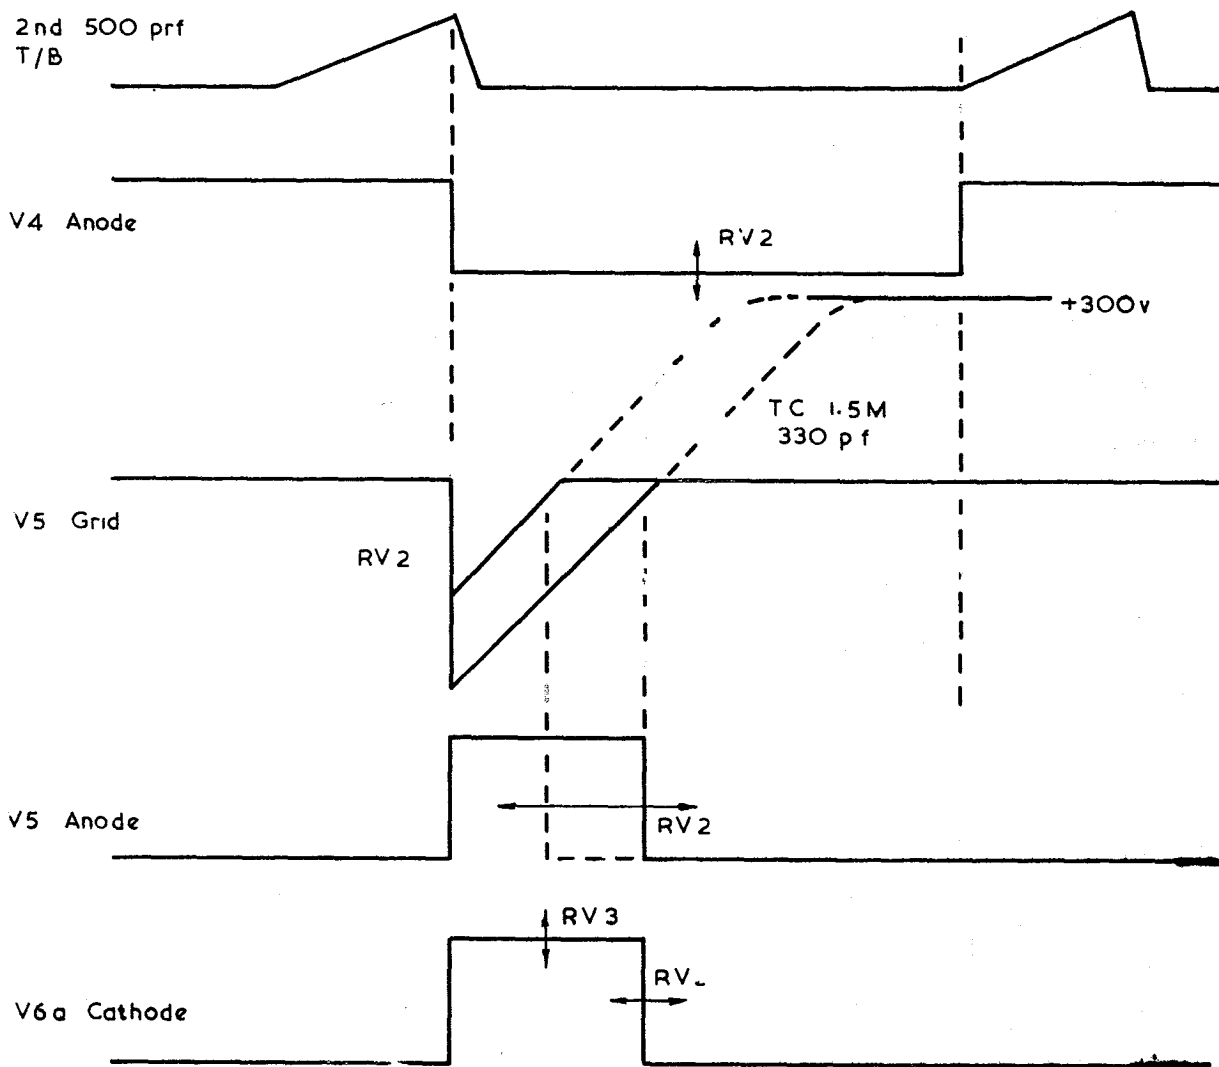 2nd 500 prf
T/B
V4 Anode
RV2
+300v
TC 1.5M
330 pf
V5 Grid
RV2
V5 Anode
RV2
RV3
RV
V6a Cathode